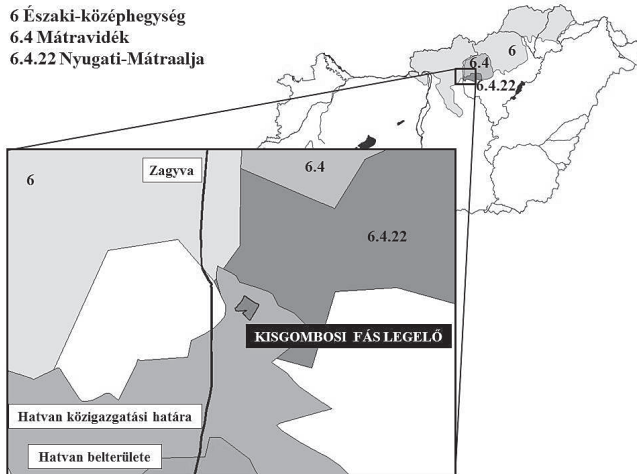 6 Északi-középhegység
6.4 Mátravidék
6.4.22 Nyugati-Mátraalja
6
6.4
6.4.22
Zagyva
6.4
6
6.4.22
KISGOMBOSI FÁS LEGELŐ
Hatvan közigazgatási határa
Hatvan belterülete